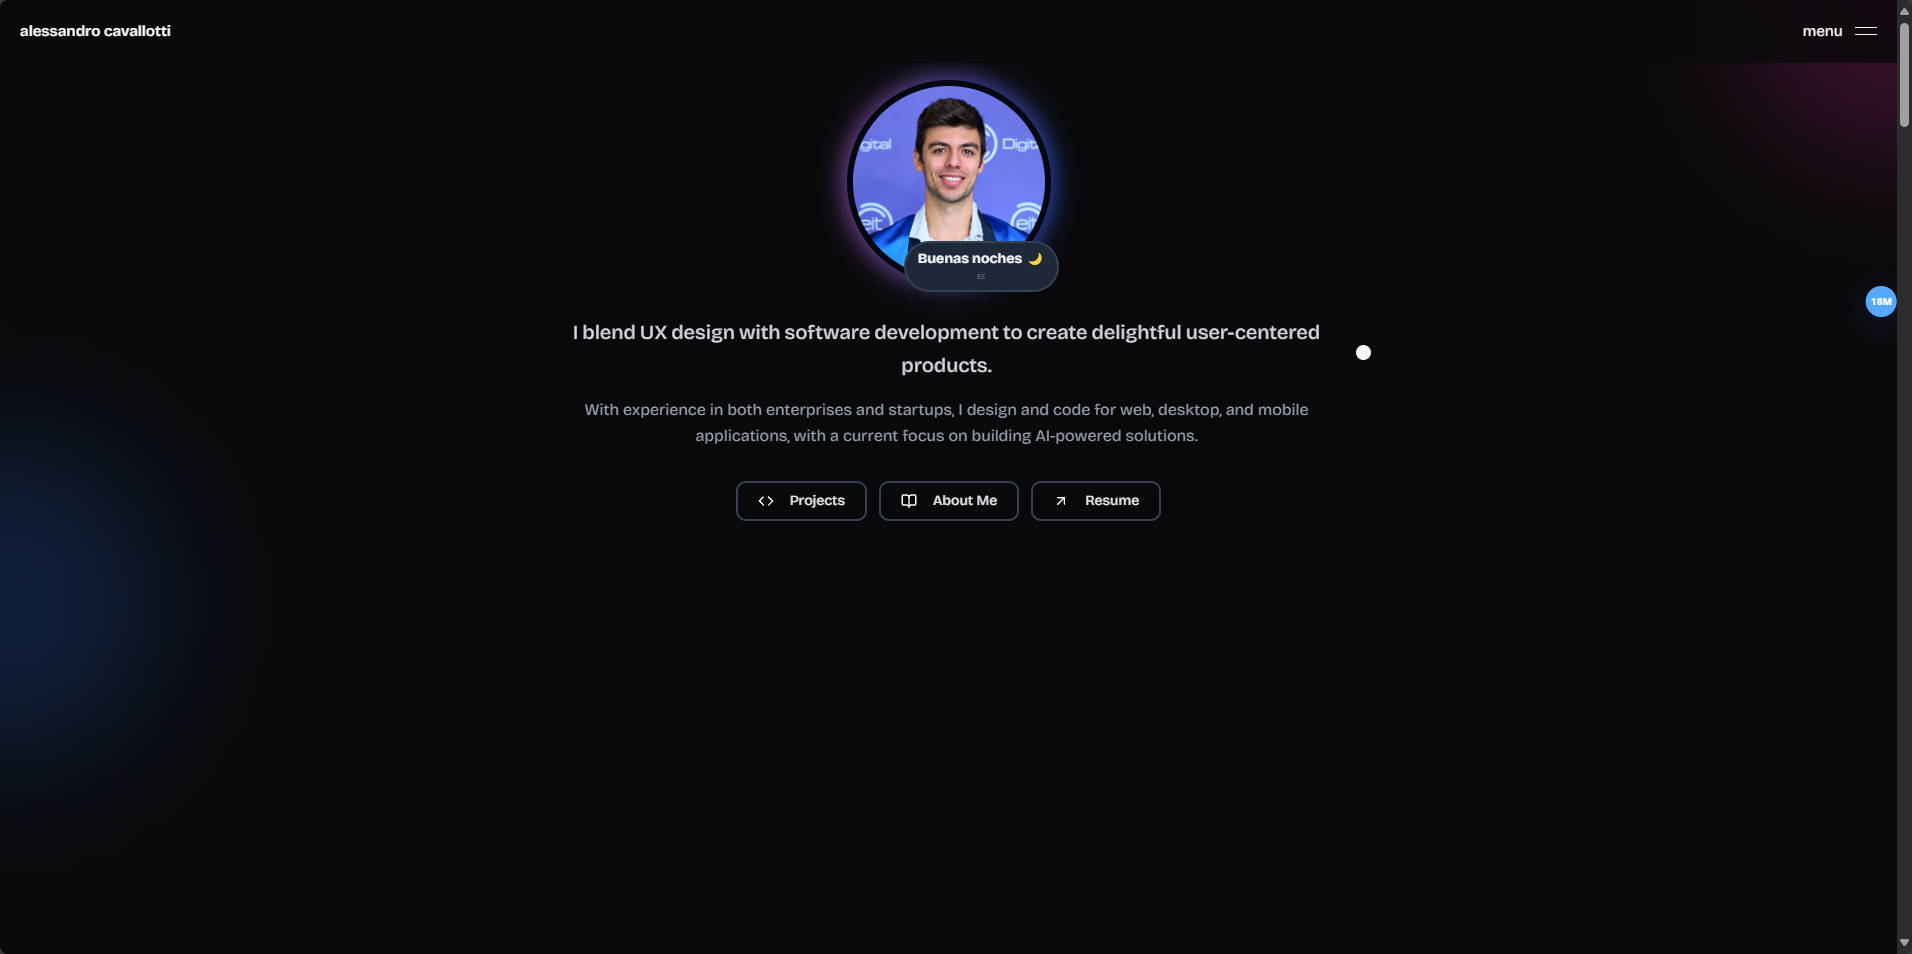 alessandro cavallotti
menu
gital
Digit
eit
eit
Buenas noches 🌙
ES
18M
I blend UX design with software development to create delightful user-centered
products.
With experience in both enterprises and startups, I design and code for web, desktop, and mobile
applications, with a current focus on building AI-powered solutions.
Projects
About Me
Resume